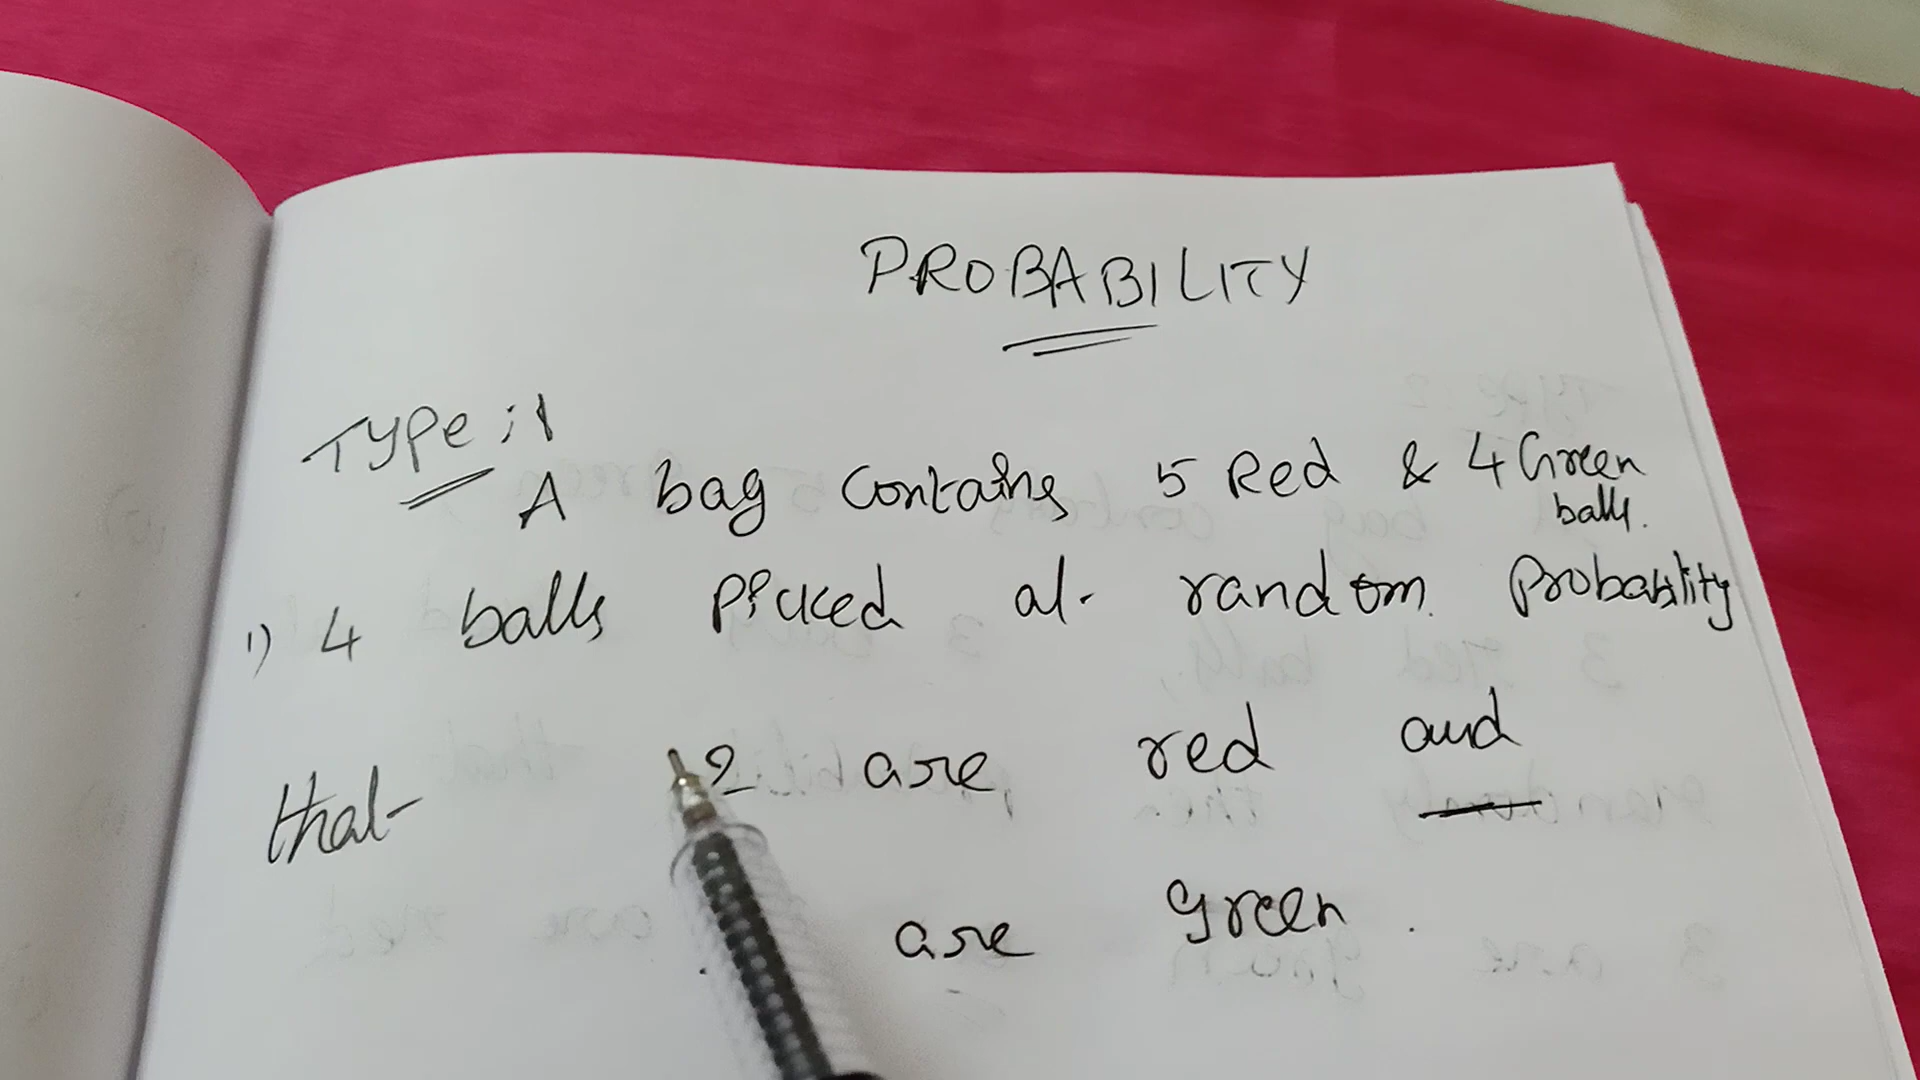 PROBABILITY
Type: 1
A bag contains 5 Red & 4 Green
balls.
1) 4 balls picked at random. Probability
that 2 are red and
are green.